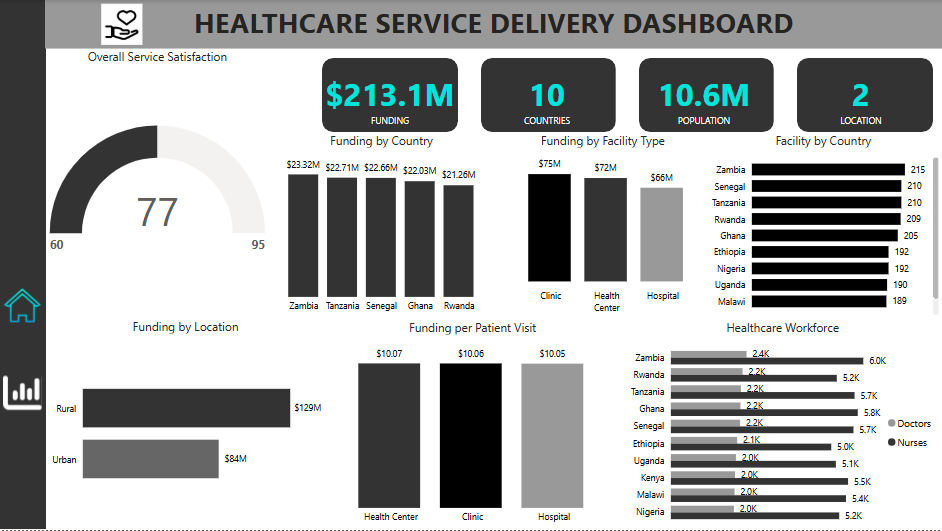 HEALTHCARE SERVICE DELIVERY DASHBOARD
Overall Service Satisfaction
77
60
95
$213.1M
FUNDING
10
COUNTRIES
10.6M
POPULATION
2
LOCATION
Funding by Country
$23.32M
$22.71M
$22.66M
$22.03M
$21.26M
Zambia
Tanzania
Senegal
Ghana
Rwanda
Funding by Facility Type
$75M
$72M
$66M
Clinic
Health
Center
Hospital
Facility by Country
Zambia 215
Senegal 210
Tanzania 210
Rwanda 209
Ghana 205
Ethiopia 192
Nigeria 192
Uganda 190
Malawi 189
Funding by Location
Rural $129M
Urban $84M
Funding per Patient Visit
$10.07
$10.06
$10.05
Health Center
Clinic
Hospital
Healthcare Workforce
Zambia 2.4K 6.0K
Rwanda 2.2K 5.2K
Tanzania 2.2K 5.7K
Ghana 2.2K 5.8K
Senegal 2.2K 5.7K
Ethiopia 2.1K 5.0K
Uganda 2.0K 5.1K
Kenya 2.0K 5.5K
Malawi 2.0K 5.4K
Nigeria 2.0K 5.2K
Doctors
Nurses